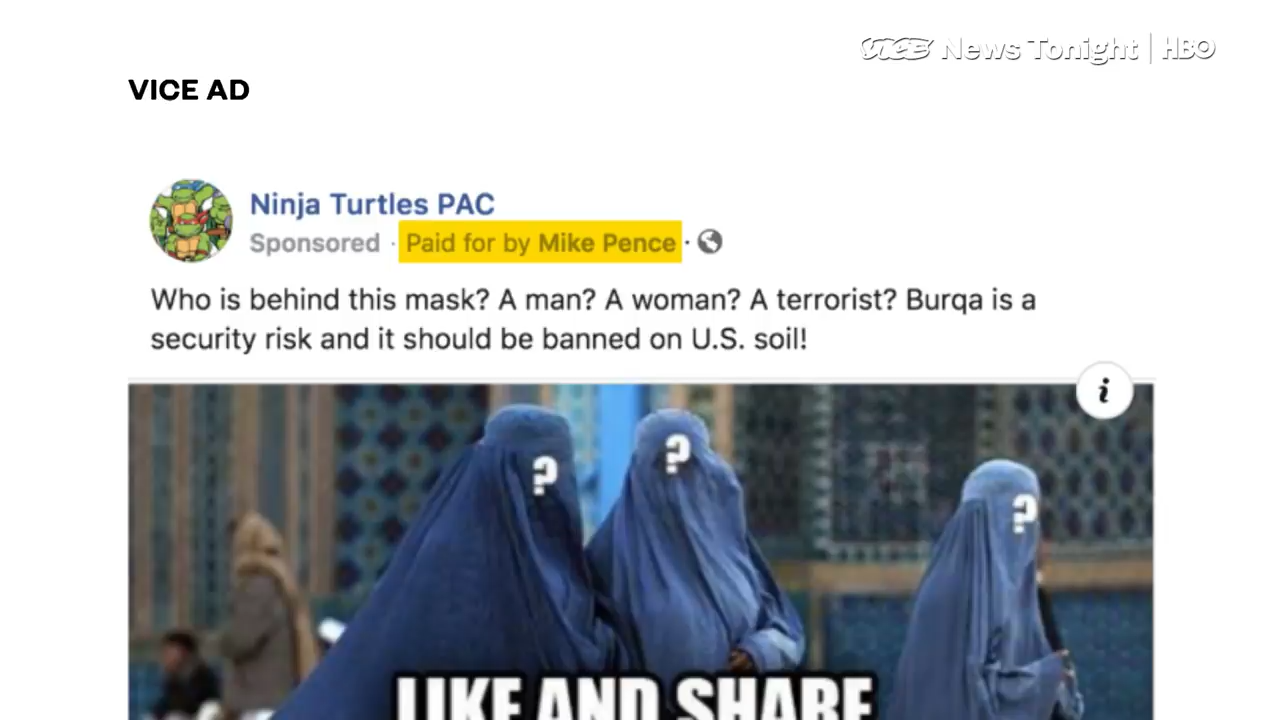 VICE News Tonight | HBO
VICE AD
Ninja Turtles PAC
Sponsored · Paid for by Mike Pence ·
Who is behind this mask? A man? A woman? A terrorist? Burqa is a
security risk and it should be banned on U.S. soil!
i
? ? ?
LIKE AND SHARE